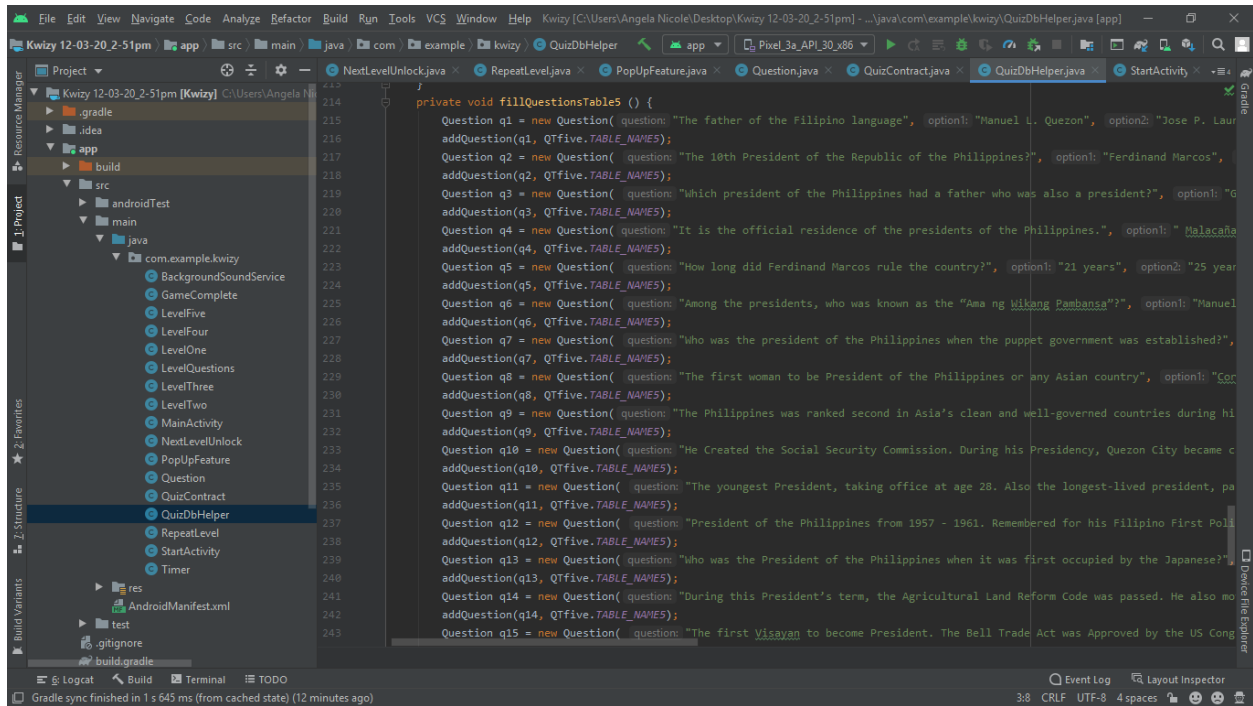 File Edit View Navigate Code Analyze Refactor Build Run Tools VCS Window Help Kwizy [C:\Users\Angela Nicole\Desktop\Kwizy 12-03-20_2-51pm] - ...\java\com\example\kwizy\QuizDbHelper.java [app]
Kwizy 12-03-20_2-51pm app src main java com example kwizy QuizDbHelper app Pixel_3a_API_30_x86
Project NextLevelUnlock.java RepeatLevel.java PopUpFeature.java Question.java QuizContract.java QuizDbHelper.java StartActivity
Resource Manager
1: Project
2: Favorites
7: Structure
Build Variants
Kwizy 12-03-20_2-51pm [Kwizy] C:\Users\Angela Ni
.gradle
.idea
app
build
src
androidTest
main
java
com.example.kwizy
BackgroundSoundService
GameComplete
LevelFive
LevelFour
LevelOne
LevelQuestions
LevelThree
LevelTwo
MainActivity
NextLevelUnlock
PopUpFeature
Question
QuizContract
QuizDbHelper
RepeatLevel
StartActivity
Timer
res
AndroidManifest.xml
test
.gitignore
build.gradle
213 }
214 private void fillQuestionsTable5 () {
215 Question q1 = new Question( question: "The father of the Filipino language", option1: "Manuel L. Quezon", option2: "Jose P. Laur
216 addQuestion(q1, QTfive.TABLE_NAME5);
217 Question q2 = new Question( question: "The 10th President of the Republic of the Philippines?", option1: "Ferdinand Marcos",
218 addQuestion(q2, QTfive.TABLE_NAME5);
219 Question q3 = new Question( question: "Which president of the Philippines had a father who was also a president?", option1: "G
220 addQuestion(q3, QTfive.TABLE_NAME5);
221 Question q4 = new Question( question: "It is the official residence of the presidents of the Philippines.", option1: " Malacaña
222 addQuestion(q4, QTfive.TABLE_NAME5);
223 Question q5 = new Question( question: "How long did Ferdinand Marcos rule the country?", option1: "21 years", option2: "25 year
224 addQuestion(q5, QTfive.TABLE_NAME5);
225 Question q6 = new Question( question: "Among the presidents, who was known as the “Ama ng Wikang Pambansa”?", option1: "Manuel
226 addQuestion(q6, QTfive.TABLE_NAME5);
227 Question q7 = new Question( question: "Who was the president of the Philippines when the puppet government was established?",
228 addQuestion(q7, QTfive.TABLE_NAME5);
229 Question q8 = new Question( question: "The first woman to be President of the Philippines or any Asian country", option1: "Cor
230 addQuestion(q8, QTfive.TABLE_NAME5);
231 Question q9 = new Question( question: "The Philippines was ranked second in Asia’s clean and well-governed countries during hi
232 addQuestion(q9, QTfive.TABLE_NAME5);
233 Question q10 = new Question( question: "He Created the Social Security Commission. During his Presidency, Quezon City became c
234 addQuestion(q10, QTfive.TABLE_NAME5);
235 Question q11 = new Question( question: "The youngest President, taking office at age 28. Also the longest-lived president, pa
236 addQuestion(q11, QTfive.TABLE_NAME5);
237 Question q12 = new Question( question: "President of the Philippines from 1957 - 1961. Remembered for his Filipino First Poli
238 addQuestion(q12, QTfive.TABLE_NAME5);
239 Question q13 = new Question( question: "Who was the President of the Philippines when it was first occupied by the Japanese?",
240 addQuestion(q13, QTfive.TABLE_NAME5);
241 Question q14 = new Question( question: "During this President’s term, the Agricultural Land Reform Code was passed. He also mo
242 addQuestion(q14, QTfive.TABLE_NAME5);
243 Question q15 = new Question( question: "The first Visayan to become President. The Bell Trade Act was Approved by the US Cong
Gradle
Device File Explorer
6: Logcat Build Terminal TODO Event Log Layout Inspector
Gradle sync finished in 1 s 645 ms (from cached state) (12 minutes ago) 3:8 CRLF UTF-8 4 spaces